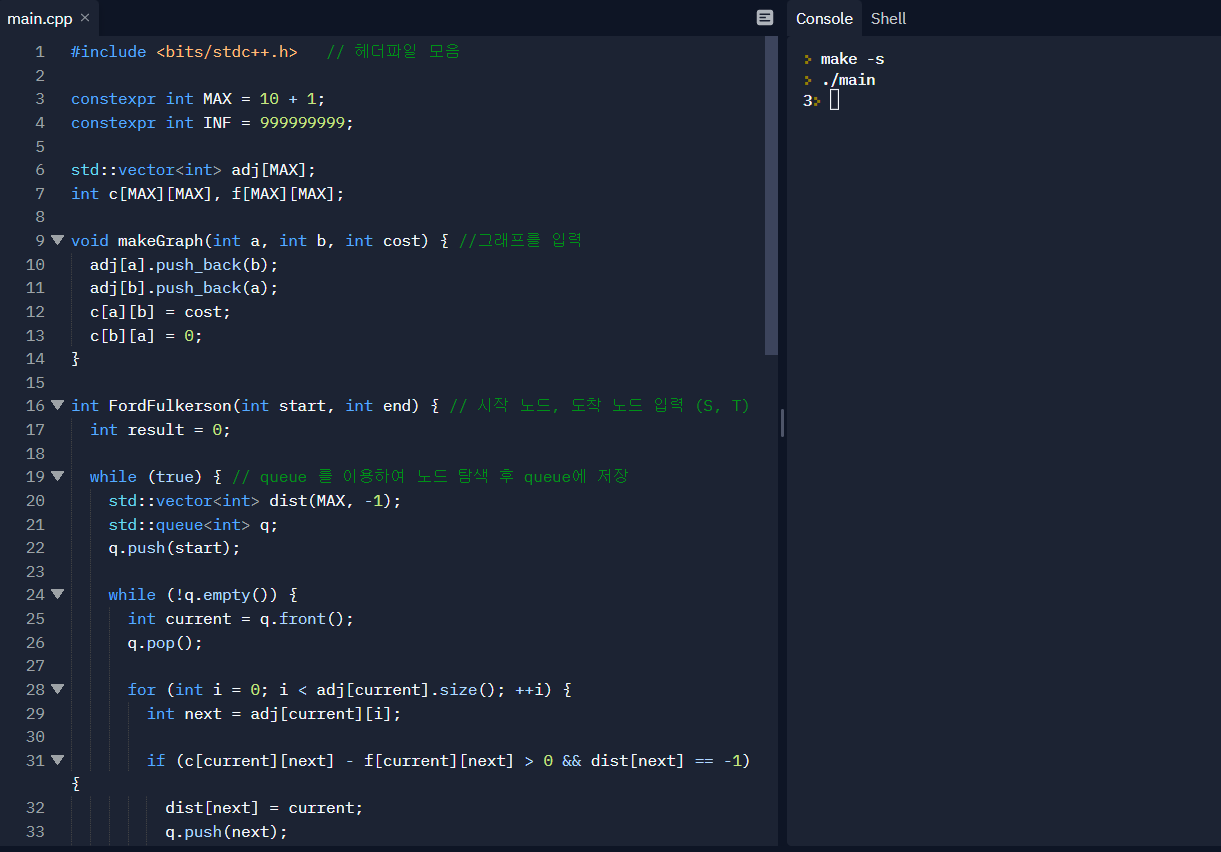 main.cpp ×
1 #include <bits/stdc++.h> // 헤더파일 모음
2
3 constexpr int MAX = 10 + 1;
4 constexpr int INF = 999999999;
5
6 std::vector<int> adj[MAX];
7 int c[MAX][MAX], f[MAX][MAX];
8
9 void makeGraph(int a, int b, int cost) { //그래프를 입력
10 adj[a].push_back(b);
11 adj[b].push_back(a);
12 c[a][b] = cost;
13 c[b][a] = 0;
14 }
15
16 int FordFulkerson(int start, int end) { // 시작 노드, 도착 노드 입력 (S, T)
17 int result = 0;
18
19 while (true) { // queue 를 이용하여 노드 탐색 후 queue에 저장
20 std::vector<int> dist(MAX, -1);
21 std::queue<int> q;
22 q.push(start);
23
24 while (!q.empty()) {
25 int current = q.front();
26 q.pop();
27
28 for (int i = 0; i < adj[current].size(); ++i) {
29 int next = adj[current][i];
30
31 if (c[current][next] - f[current][next] > 0 && dist[next] == -1)
{
32 dist[next] = current;
33 q.push(next);
Console Shell
> make -s
> ./main
3>